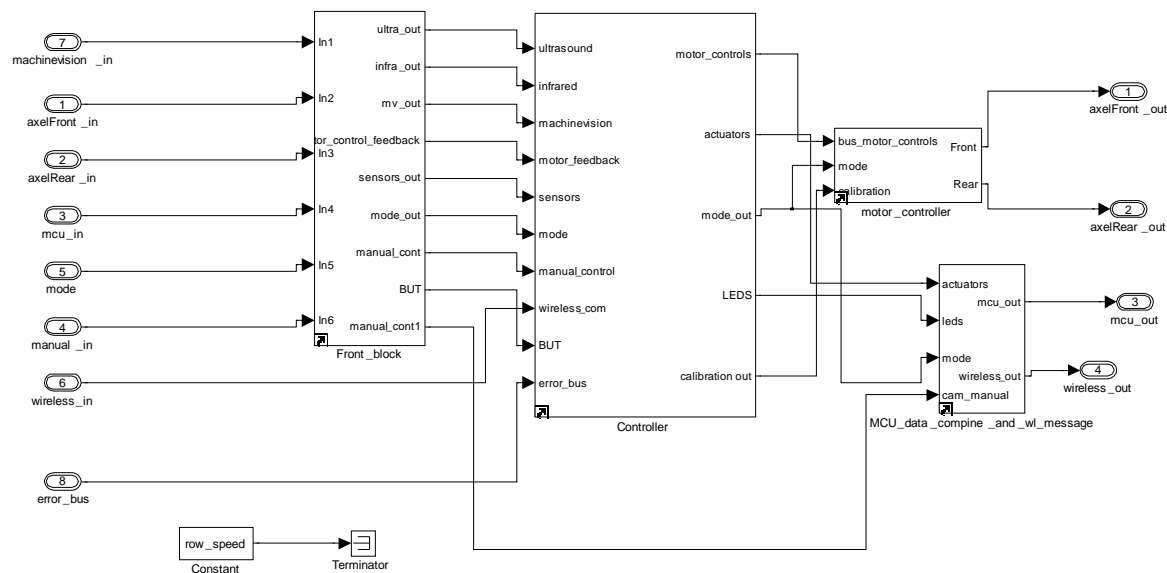 7
machinevision _in
1
axelFront _in
2
axelRear _in
3
mcu_in
5
mode
4
manual _in
6
wireless_in
8
error_bus
row_speed
Constant
Terminator
In1
In2
In3
In4
In5
In6
ultra_out
infra _out
mv_out
tor_control_feedback
sensors_out
mode_out
manual_cont
BUT
manual_cont1
Front _block
ultrasound
infrared
machinevision
motor_feedback
sensors
mode
manual_control
wireless_com
BUT
error_bus
motor_controls
actuators
mode_out
LEDS
calibration out
Controller
bus_motor_controls
mode
calibration
Front
Rear
motor _controller
actuators
leds
mode
cam_manual
mcu_out
wireless_out
MCU_data _compine _and _wl_message
1
axelFront _out
2
axelRear _out
3
mcu_out
4
wireless_out